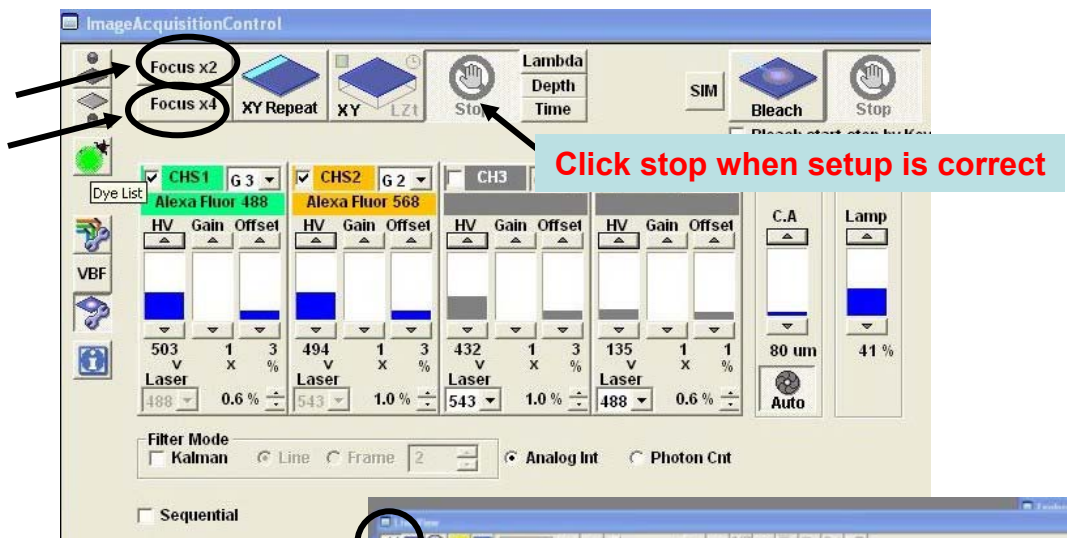 ImageAcquisitionControl
Focus x2
Focus x4
XY Repeat
XY
LZt
Stop
Lambda
Depth
Time
SIM
Bleach
Stop
Click stop when setup is correct
Dye List
CHS1 G 3 CHS2 G 2 CH3
Alexa Fluor 488 Alexa Fluor 568
HV Gain Offset HV Gain Offset HV Gain Offset HV Gain Offset
C.A Lamp
VBF
503 1 3 494 1 3 432 1 3 135 1 1 80 um 41 %
V X % V X % V X % V X %
Laser Laser Laser Laser
488 0.6 % 543 1.0 % 543 1.0 % 488 0.6 %
Auto
Filter Mode
Kalman Line Frame 2 Analog Int Photon Cnt
Sequential